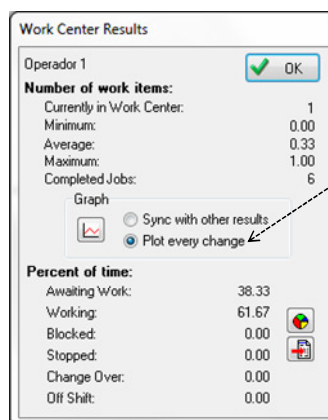 Work Center Results
Operador 1
OK
Number of work items:
Currently in Work Center: 1
Minimum: 0.00
Average: 0.33
Maximum: 1.00
Completed Jobs: 6
Graph
Sync with other results
Plot every change
Percent of time:
Awaiting Work: 38.33
Working: 61.67
Blocked: 0.00
Stopped: 0.00
Change Over: 0.00
Off Shift: 0.00